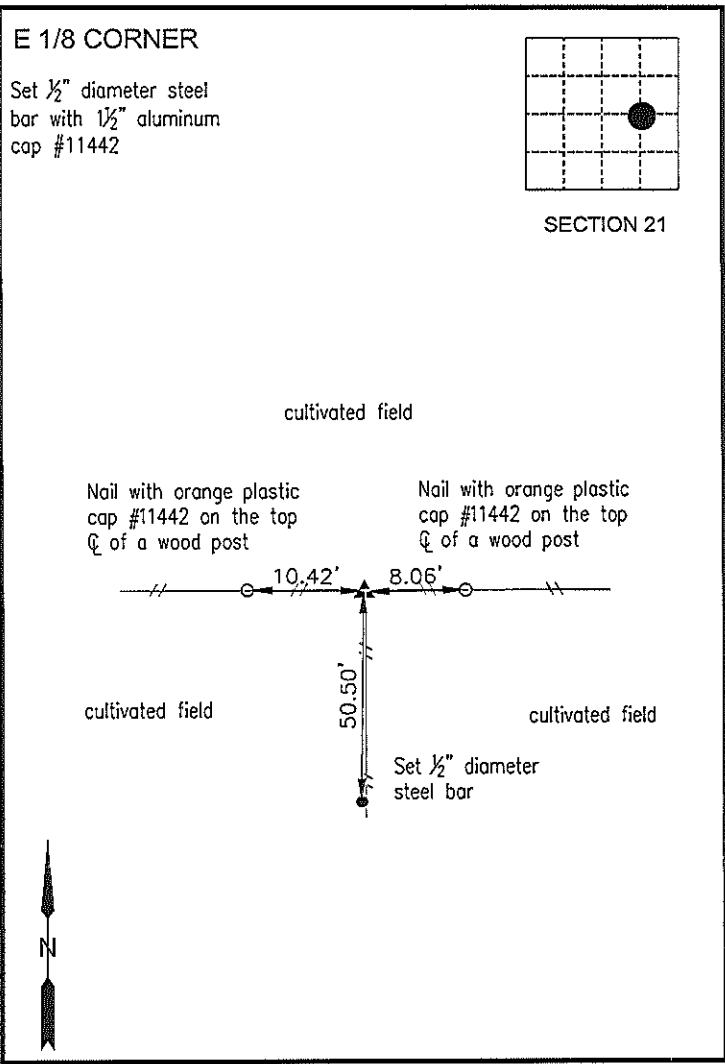 E 1/8 CORNER
Set ½" diameter steel
bar with 1½" aluminum
cap #11442
SECTION 21
cultivated field
Nail with orange plastic
cap #11442 on the top
℄ of a wood post
Nail with orange plastic
cap #11442 on the top
℄ of a wood post
10.42'
8.06'
50.50'
cultivated field
cultivated field
Set ½" diameter
steel bar
N